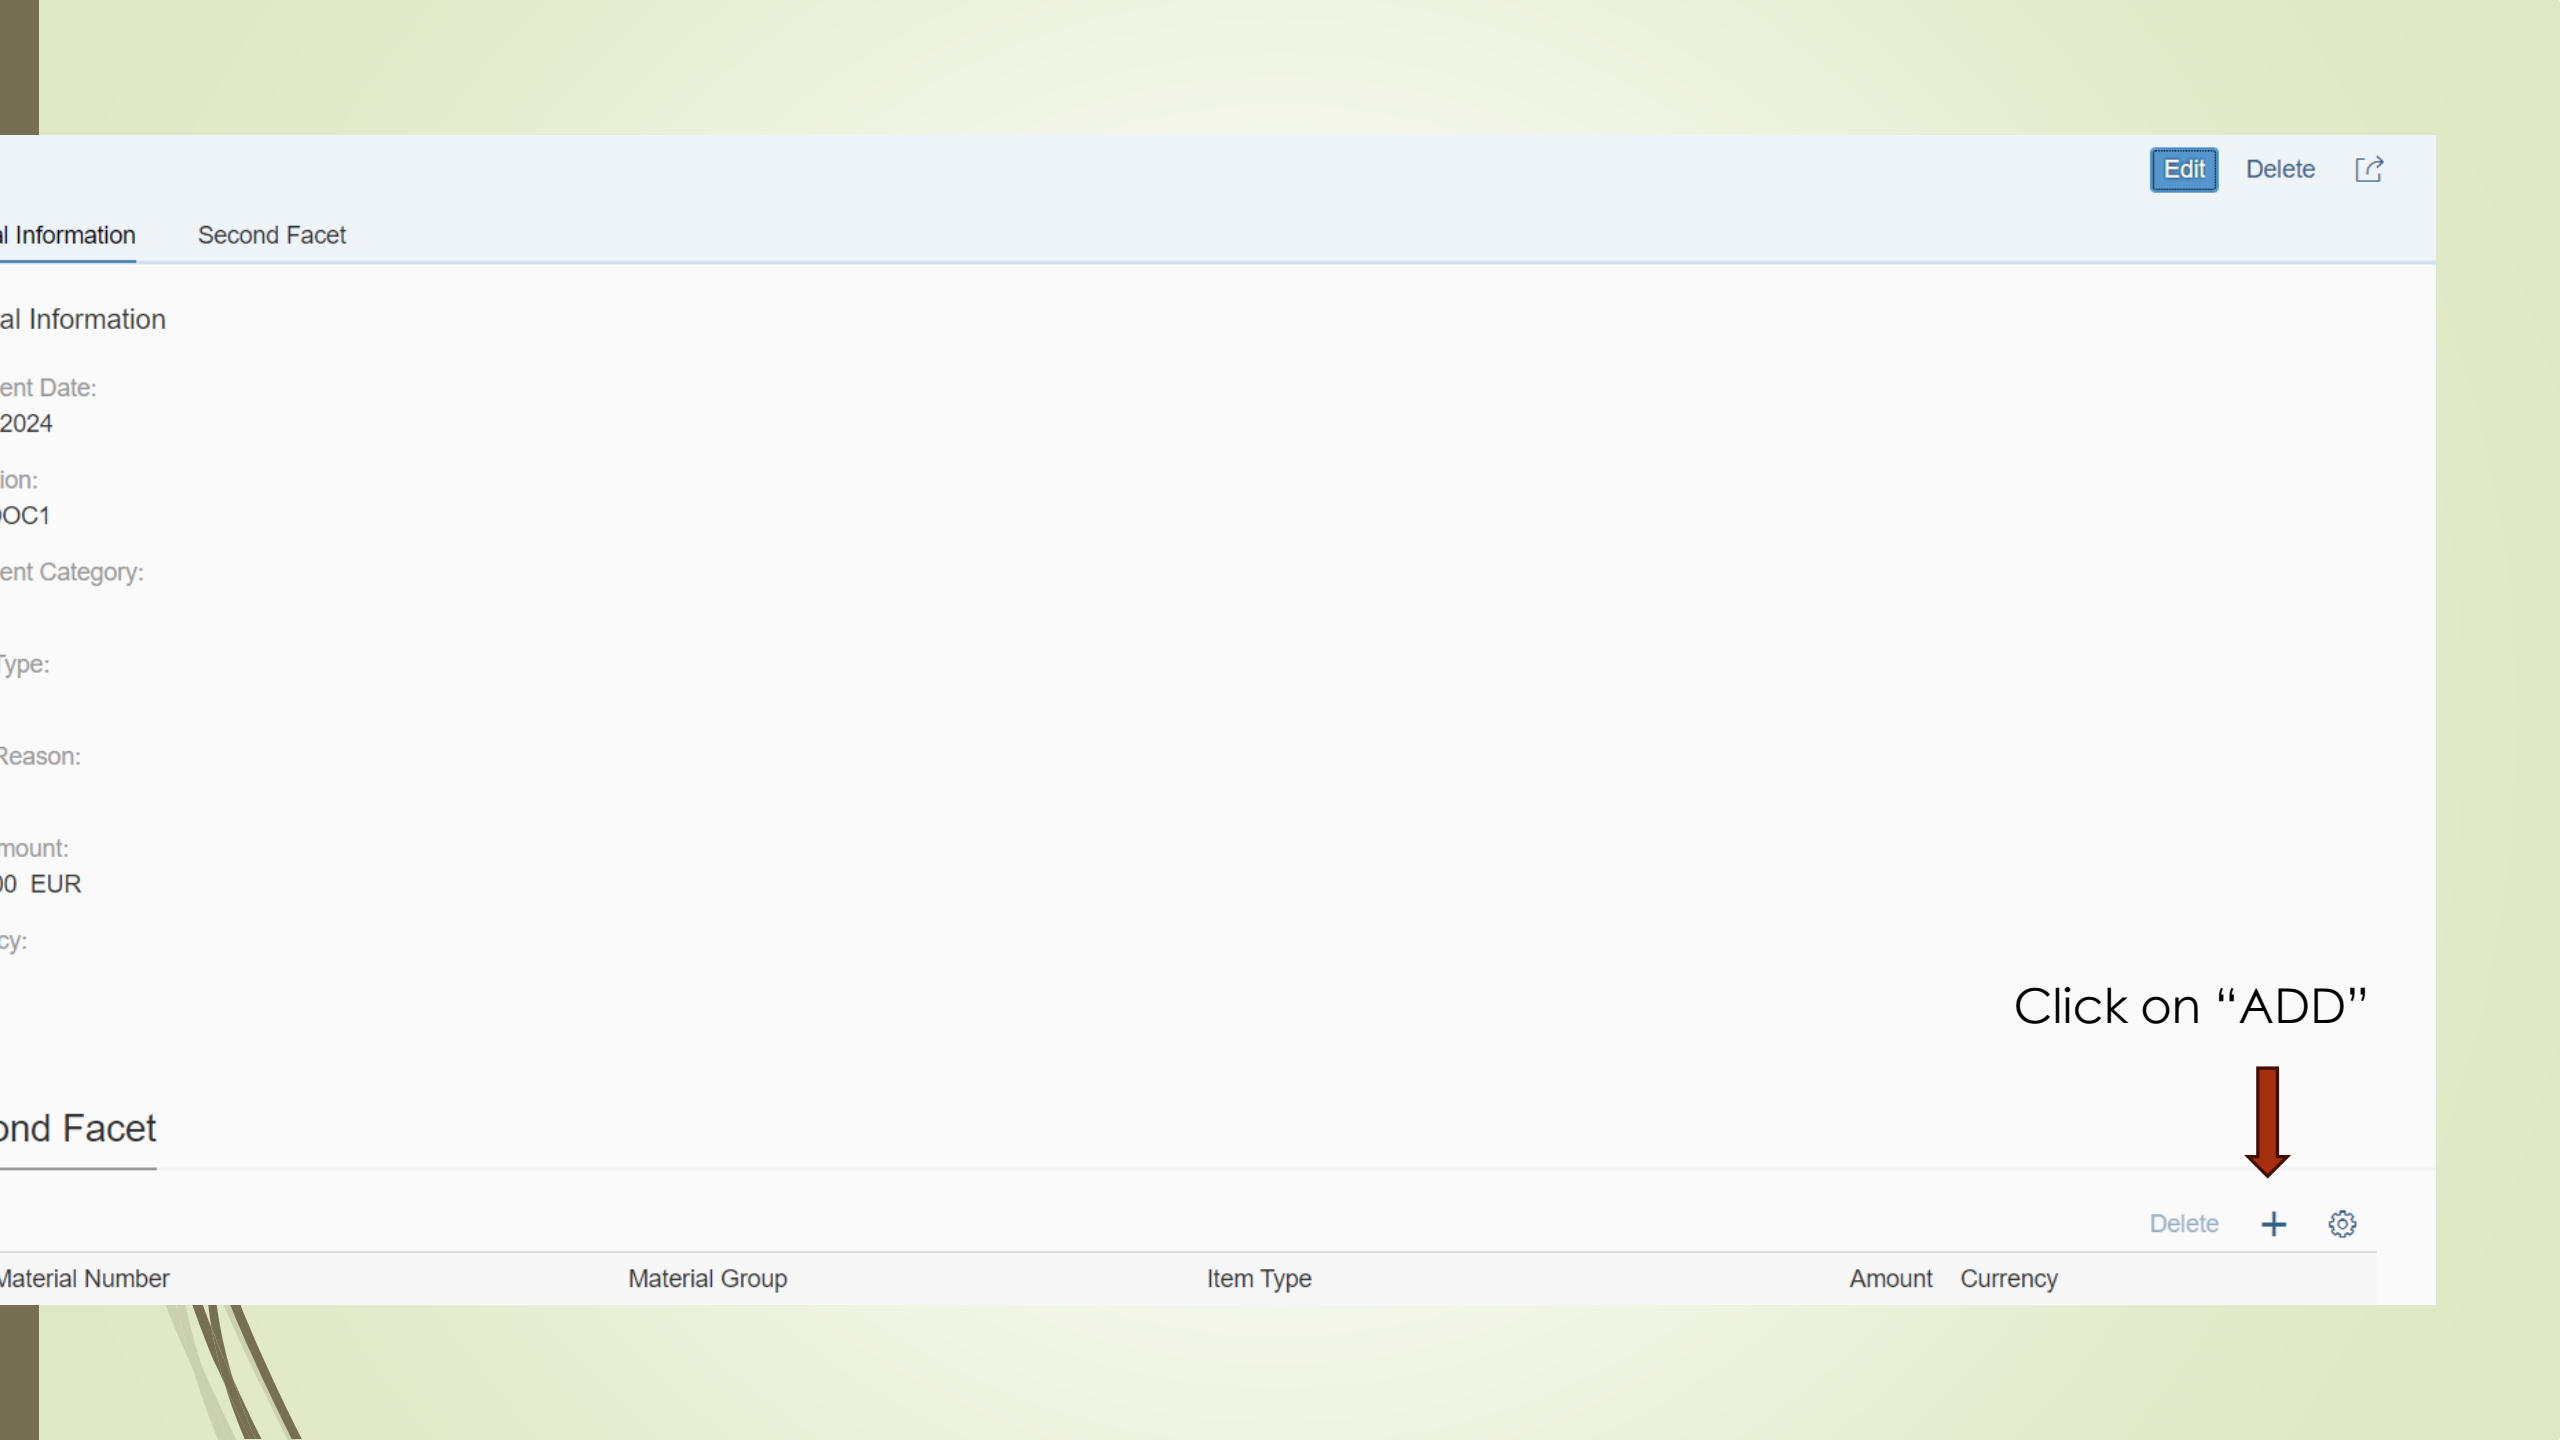 Edit Delete
al Information Second Facet
al Information
ent Date:
2024
ion:
OC1
ent Category:
Type:
Reason:
mount:
00 EUR
cy:
Click on “ADD”
ond Facet
Delete
Material Number Material Group Item Type Amount Currency